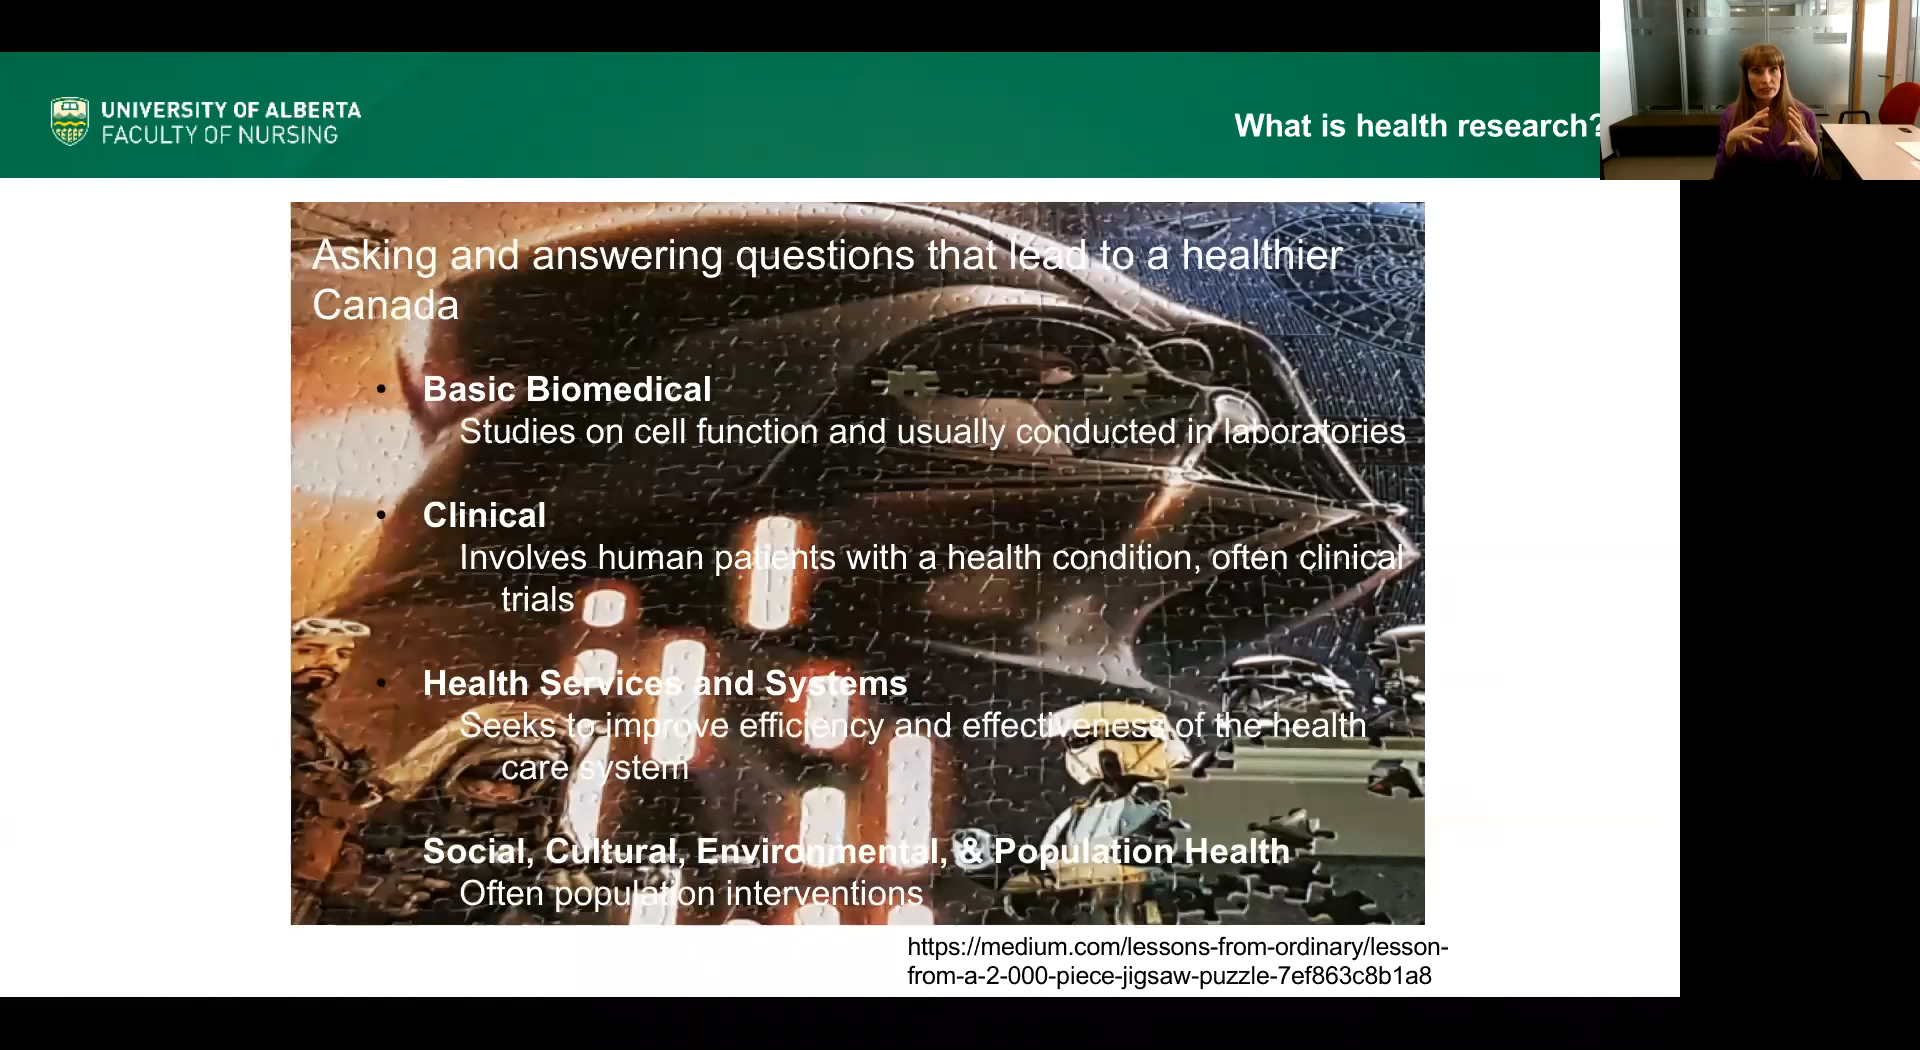 UNIVERSITY OF ALBERTA
FACULTY OF NURSING
What is health research?
Asking and answering questions that lead to a healthier
Canada
• Basic Biomedical
Studies on cell function and usually conducted in laboratories
• Clinical
Involves human patients with a health condition, often clinical
trials
• Health Services and Systems
Seeks to improve efficiency and effectiveness of the health
care system
Social, Cultural, Environmental, & Population Health
Often population interventions
https://medium.com/lessons-from-ordinary/lesson-
from-a-2-000-piece-jigsaw-puzzle-7ef863c8b1a8